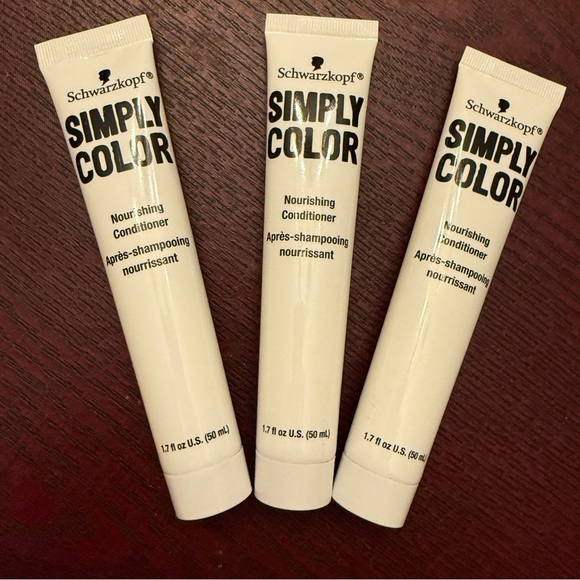 Schwarzkopf®
SIMPLY
COLOR
Nourishing
Conditioner
Après-shampooing
nourrissant
1.7 fl oz U.S. (50 mL)
Schwarzkopf®
SIMPLY
COLOR
Nourishing
Conditioner
Après-shampooing
nourrissant
1.7 fl oz U.S. (50 mL)
Schwarzkopf®
SIMPLY
COLOR
Nourishing
Conditioner
Après-shampooing
nourrissant
1.7 fl oz U.S. (50 mL)